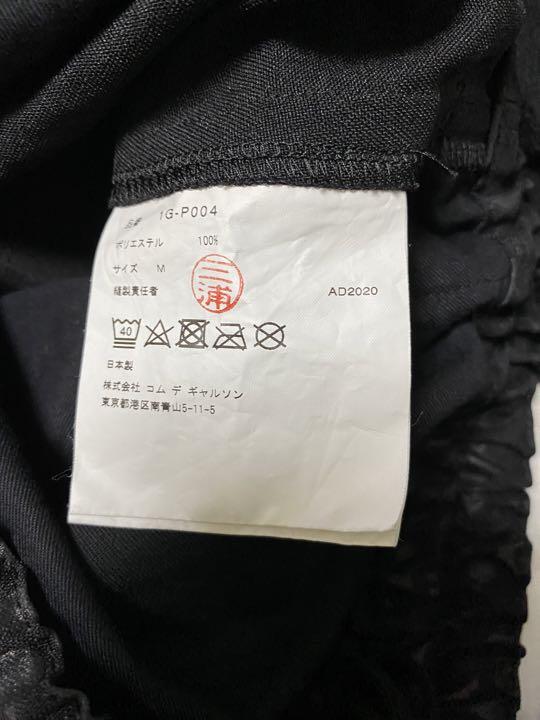 品番 1G-P004
ポリエステル 100%
サイズ M
縫製責任者 三浦 AD2020
40
日本製
株式会社 コム デ ギャルソン
東京都港区南青山5-11-5